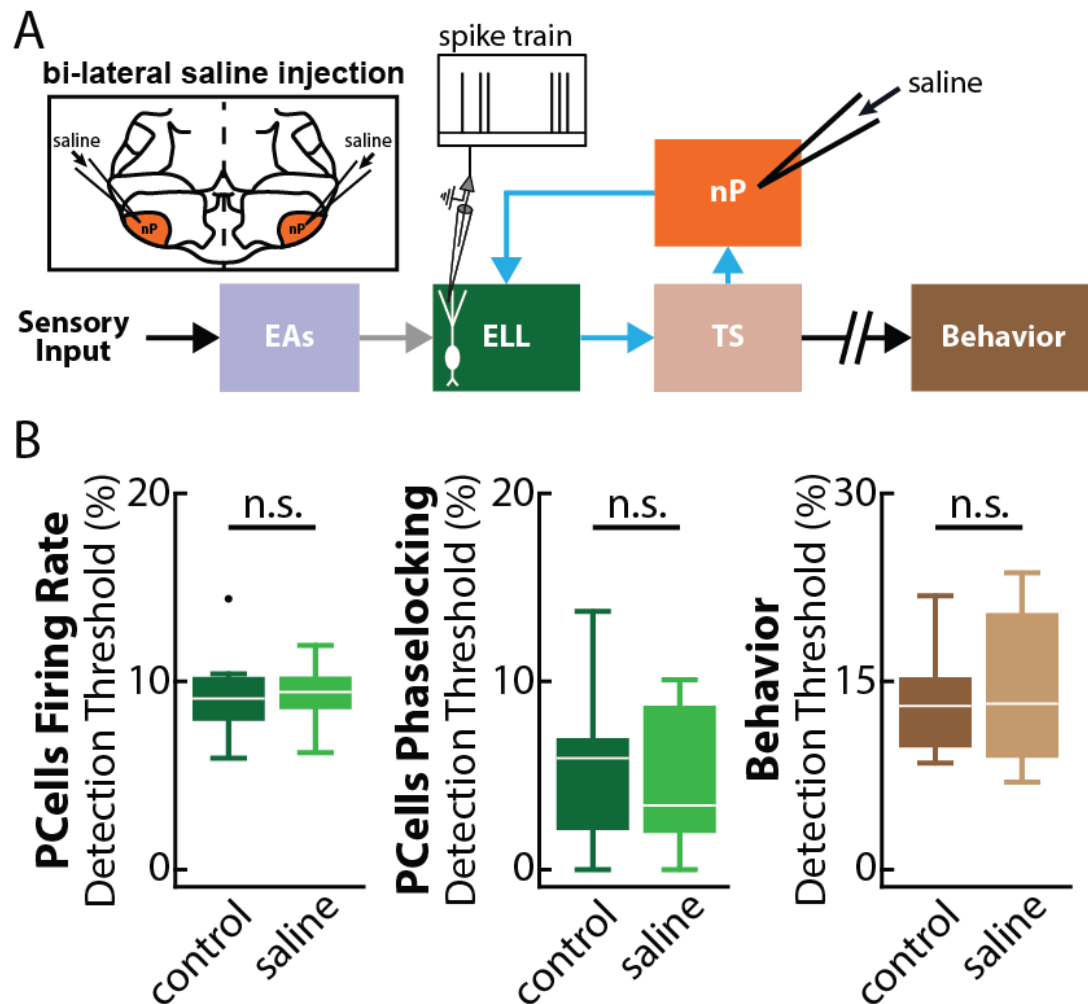 A
spike train
bi-lateral saline injection
saline
saline
saline
nP
nP
nP
Sensory
Input
EAs
ELL
TS
Behavior
B
PCells Firing Rate
Detection Threshold (%)
20
10
0
n.s.
control
saline
PCells Phaselocking
Detection Threshold (%)
20
10
0
n.s.
control
saline
Behavior
Detection Threshold (%)
30
15
0
n.s.
control
saline